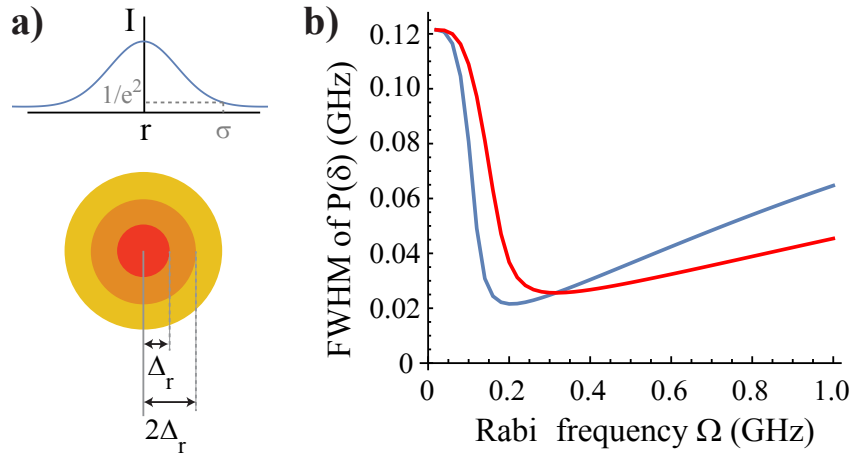 a)
I
1/e²
r
σ
Δr
2Δr
b)
FWHM of P(δ) (GHz)
0.12
0.10
0.08
0.06
0.04
0.02
0
0
0.2
0.4
0.6
0.8
1.0
Rabi frequency Ω (GHz)